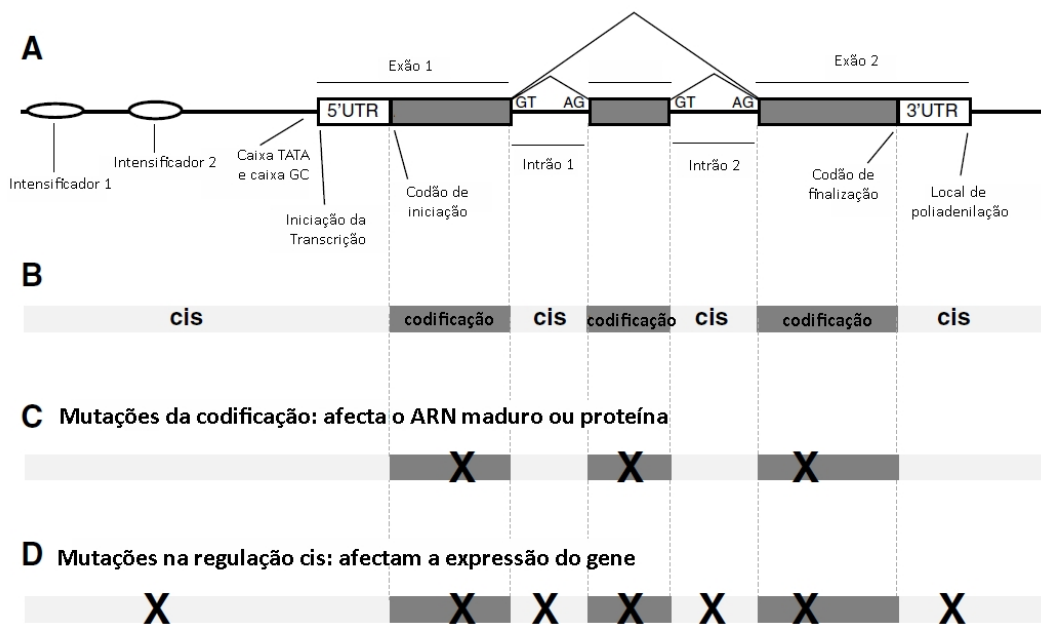 A
Exão 1
Exão 2
5'UTR
GT
AG
GT
AG
3'UTR
Intensificador 1
Intensificador 2
Caixa TATA
e caixa GC
Iniciação da
Transcrição
Codão de
iniciação
Intrão 1
Intrão 2
Codão de
finalização
Local de
poliadenilação
B
cis
codificação
cis
codificação
cis
codificação
cis
C Mutações da codificação: afecta o ARN maduro ou proteína
X
X
X
D Mutações na regulação cis: afectam a expressão do gene
X
X
X
X
X
X
X